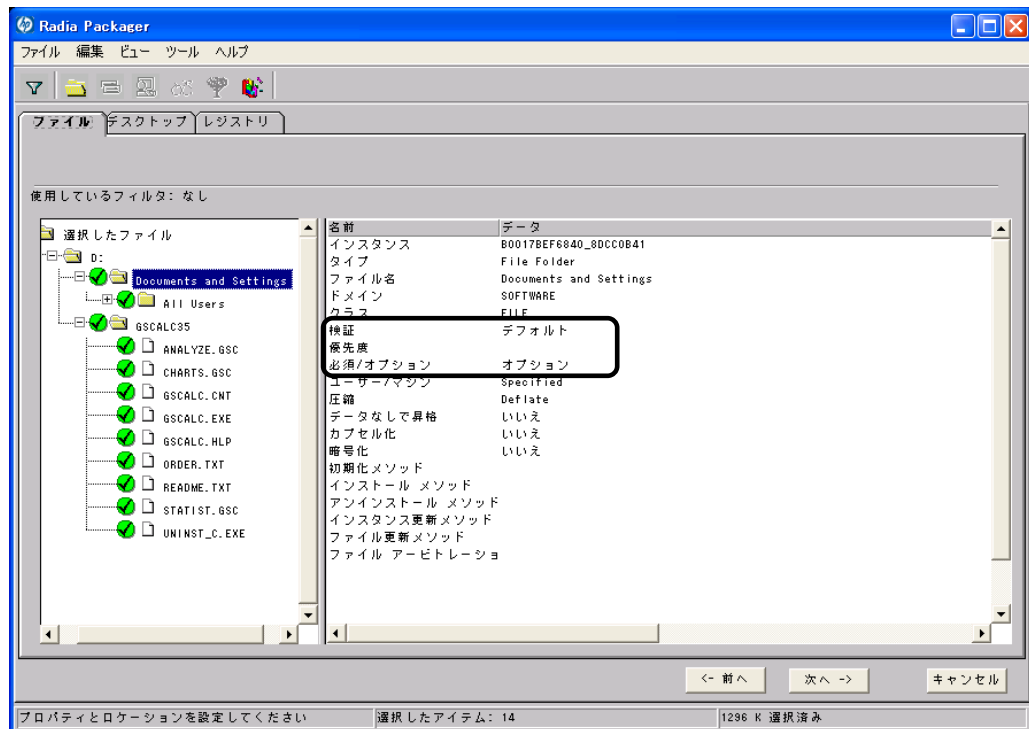 Radia Packager
ファイル 編集 ビュー ツール ヘルプ
ファイル デスクトップ レジストリ
使用しているフィルタ: なし
選択したファイル
D:
Documents and Settings
All Users
GSCALC35
ANALYZE.GSC
CHARTS.GSC
GSCALC.CNT
GSCALC.EXE
GSCALC.HLP
ORDER.TXT
README.TXT
STATIST.GSC
UNINST_C.EXE
名前 データ
インスタンス B0017BEF6840_8DCC0B41
タイプ File Folder
ファイル名 Documents and Settings
ドメイン SOFTWARE
クラス FILE
検証 デフォルト
優先度
必須/オプション オプション
ユーザー/マシン Specified
圧縮 Deflate
データなしで昇格 いいえ
カプセル化 いいえ
暗号化 いいえ
初期化メソッド
インストール メソッド
アンインストール メソッド
インスタンス更新メソッド
ファイル更新メソッド
ファイル アービトレーショ
<- 前へ 次へ -> キャンセル
プロパティとロケーションを設定してください 選択したアイテム: 14 1296 K 選択済み